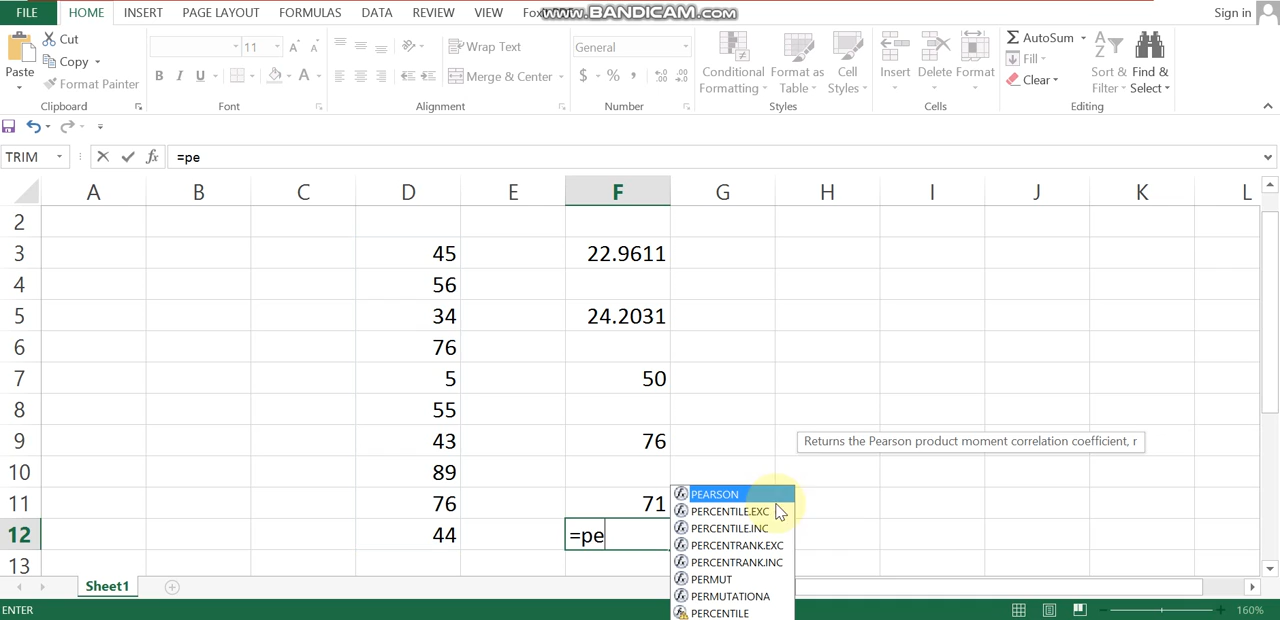 FILE HOME INSERT PAGE LAYOUT FORMULAS DATA REVIEW VIEW Fox www.BANDICAM.com Sign in
Cut
Copy
Format Painter
Paste
Clipboard
11 A A
B I U A
Font
Wrap Text
Merge & Center
Alignment
General
$ % ,
Number
Conditional Formatting
Format as Table
Cell Styles
Styles
Insert Delete Format
Cells
Σ AutoSum
Fill
Clear
Sort & Filter
Find & Select
Editing
TRIM fx =pe
A B C D E F G H I J K L
2
3 45 22.9611
4 56
5 34 24.2031
6 76
7 5 50
8 55
9 43 76 Returns the Pearson product moment correlation coefficient, r
10 89
11 76 71
12 44 =pe
13
PEARSON
PERCENTILE.EXC
PERCENTILE.INC
PERCENTRANK.EXC
PERCENTRANK.INC
PERMUT
PERMUTATIONA
PERCENTILE
Sheet1
ENTER 160%